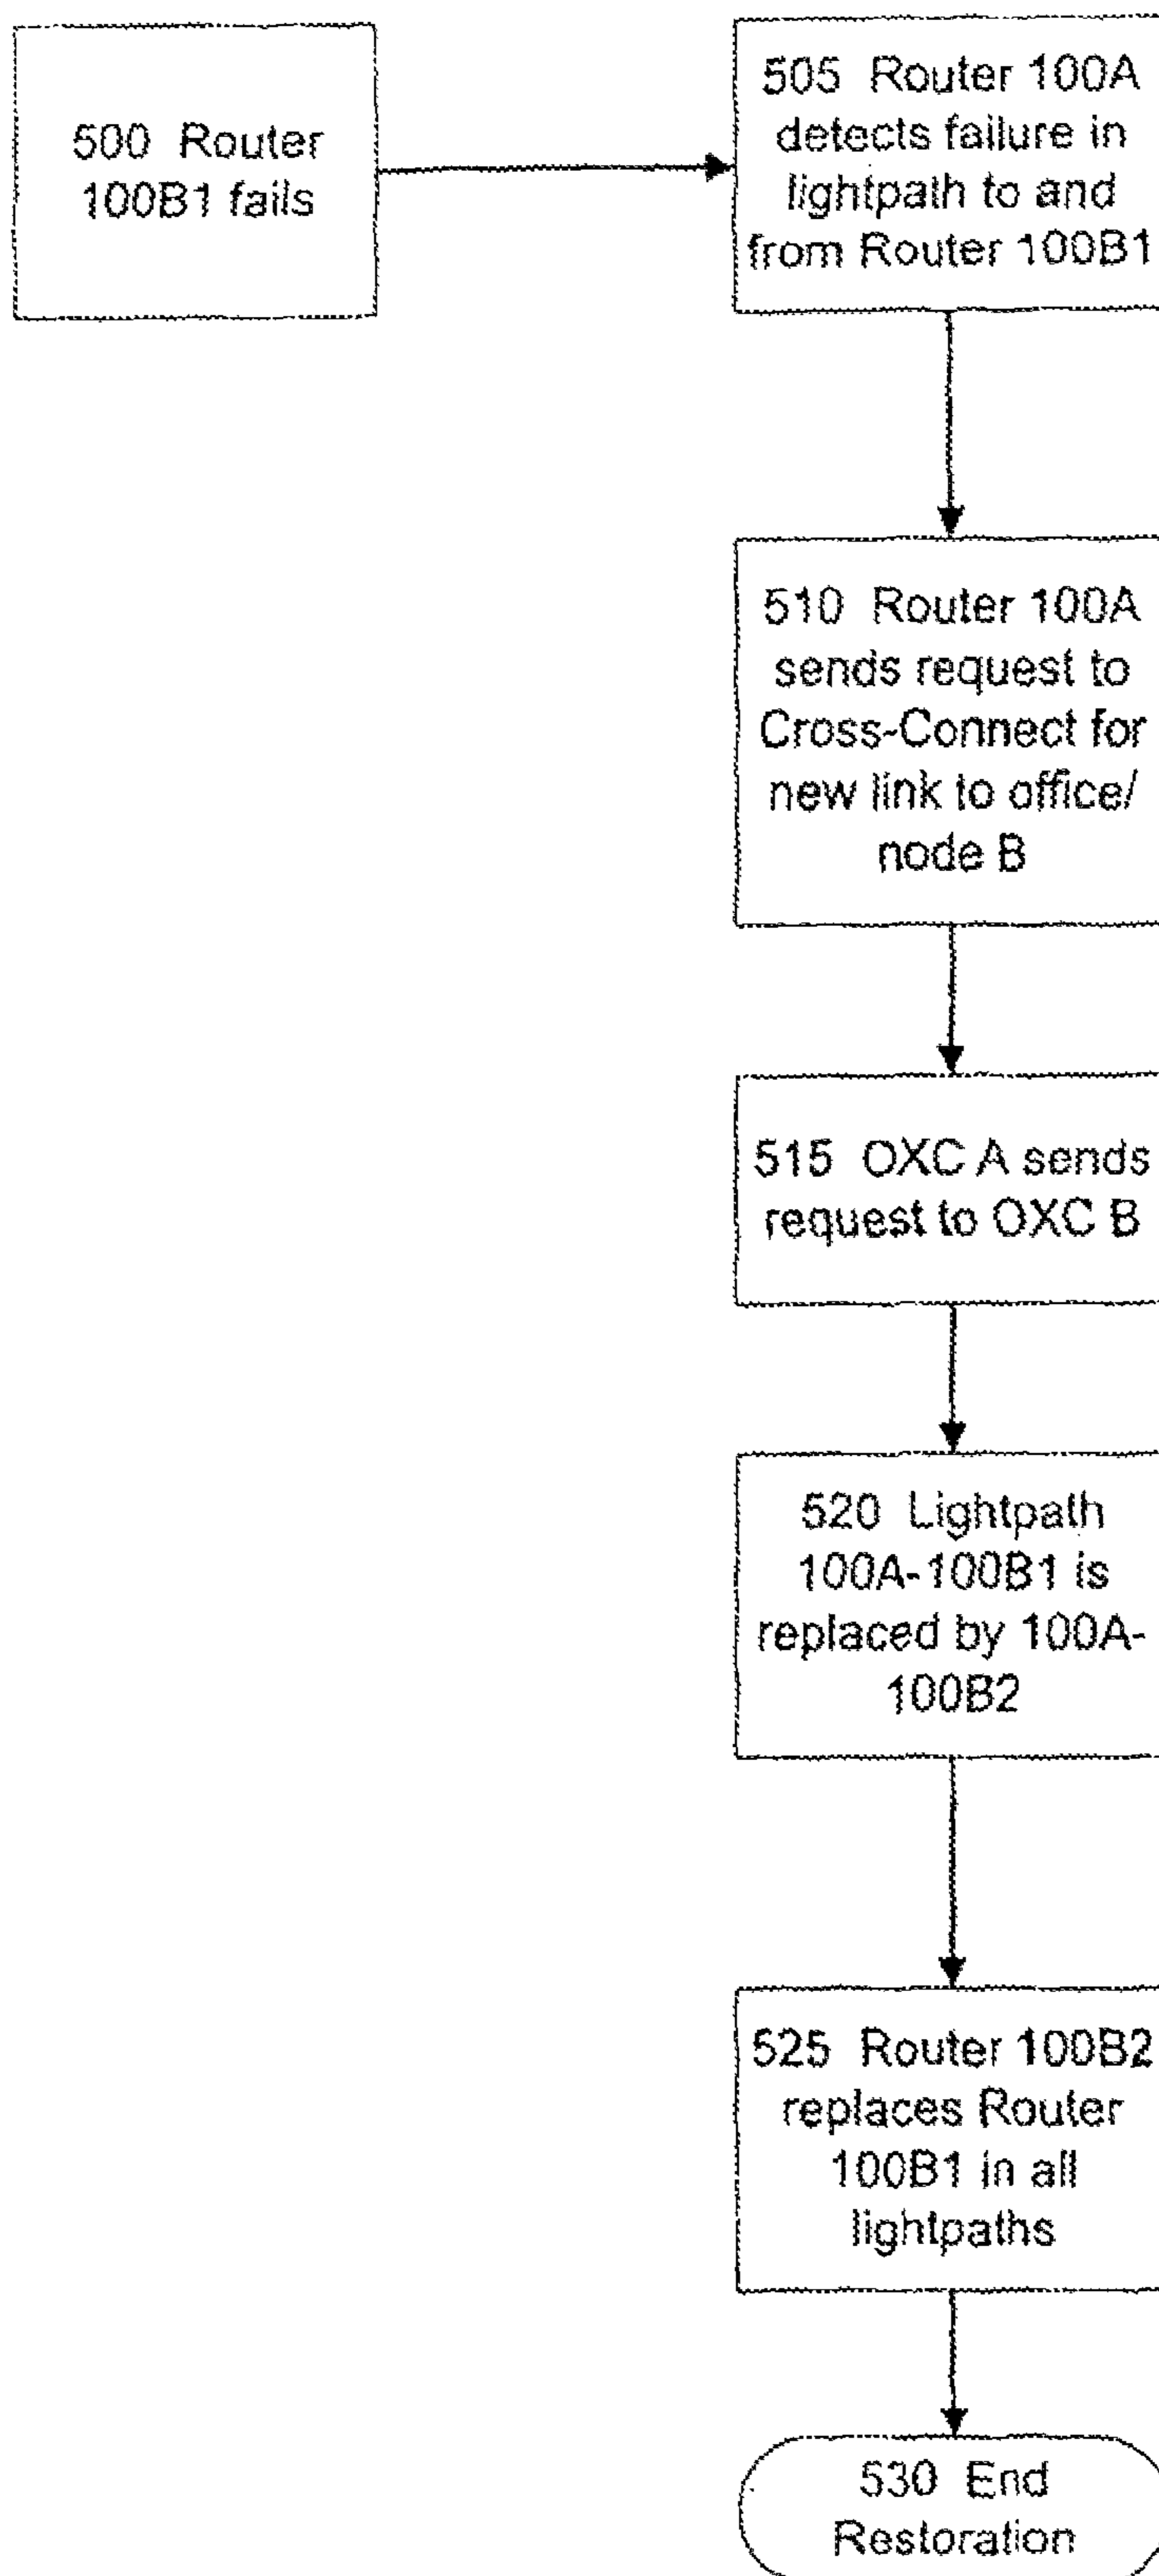 500 Router
100B1 fails
505 Router 100A
detects failure in
lightpath to and
from Router 100B1
510 Router 100A
sends request to
Cross-Connect for
new link to office/
node B
515 OXC A sends
request to OXC B
520 Lightpath
100A-100B1 is
replaced by 100A-
100B2
525 Router 100B2
replaces Router
100B1 in all
lightpaths
530 End
Restoration